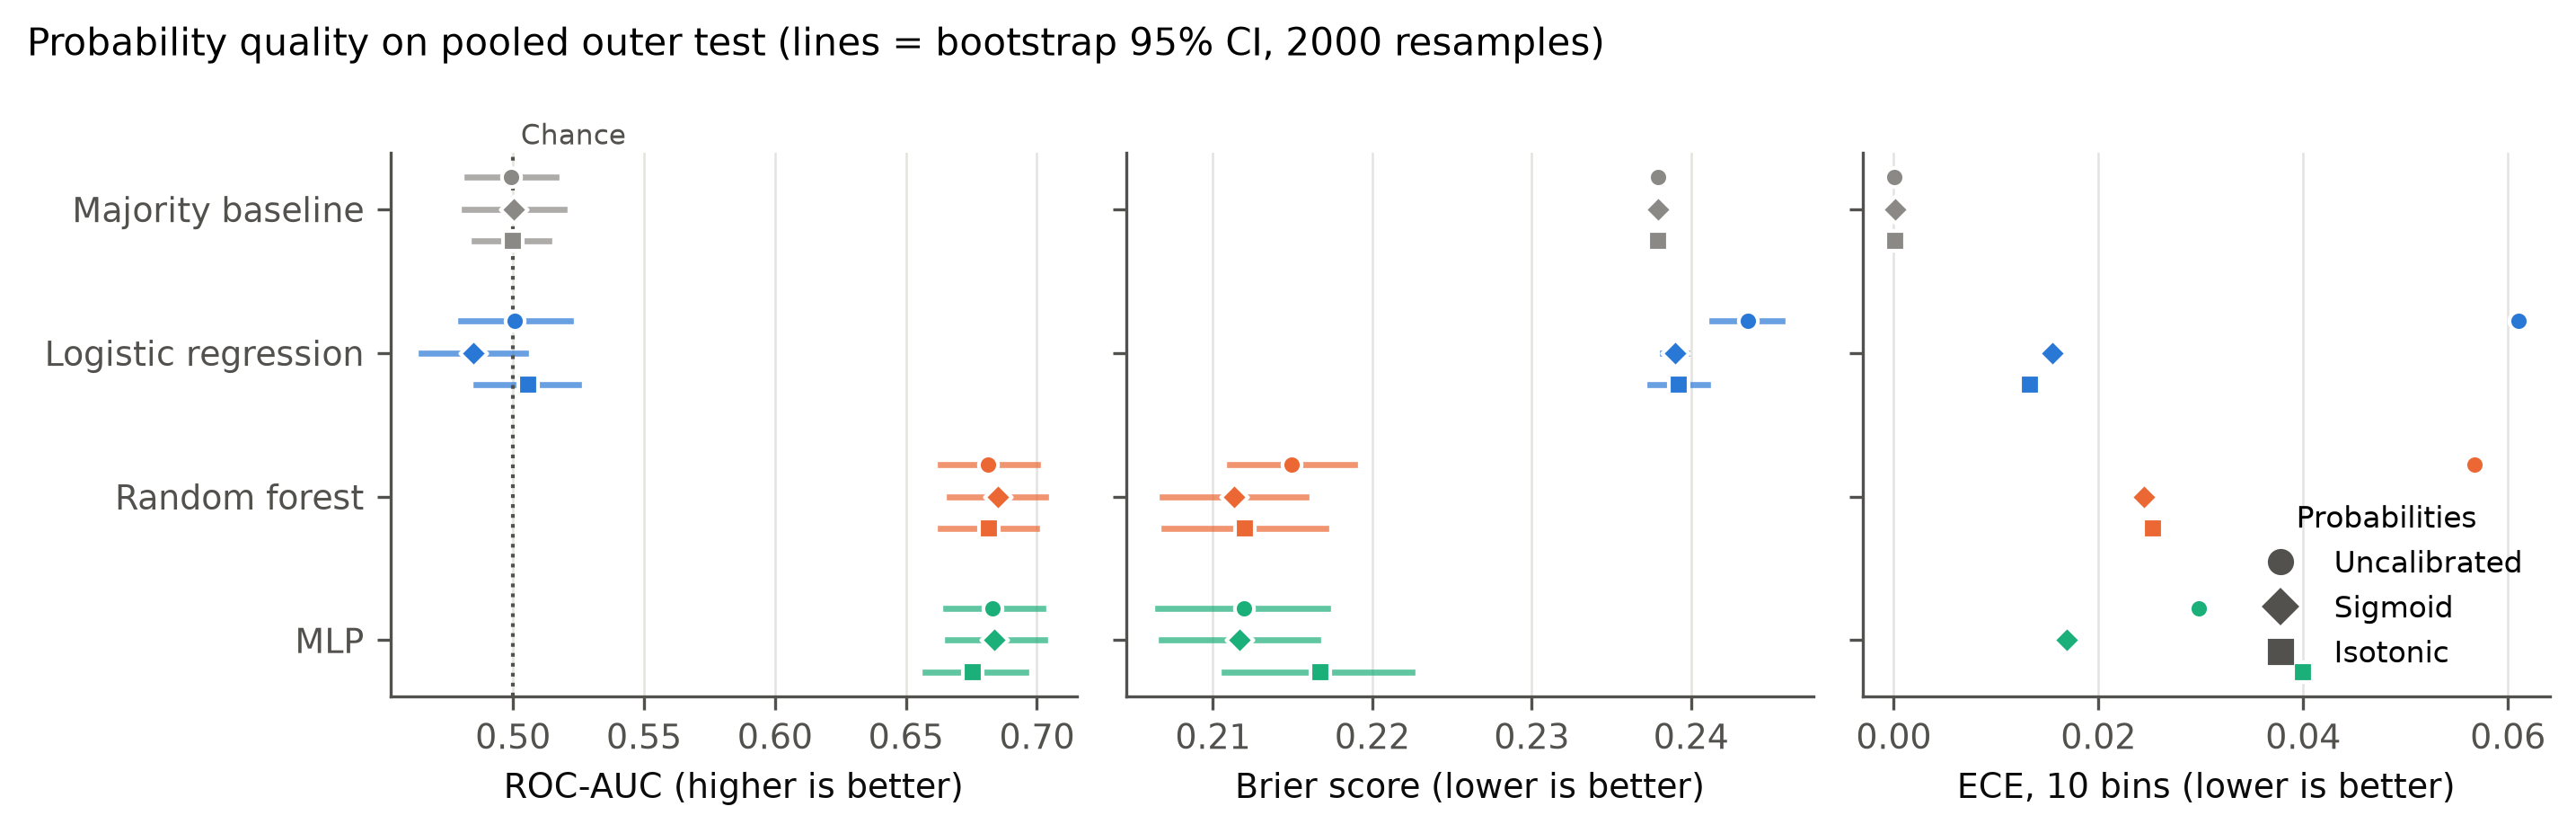 Probability quality on pooled outer test (lines = bootstrap 95% CI, 2000 resamples)
Chance
Majority baseline
Logistic regression
Random forest
MLP
0.50 0.55 0.60 0.65 0.70
ROC-AUC (higher is better)
0.21 0.22 0.23 0.24
Brier score (lower is better)
Probabilities
Uncalibrated
Sigmoid
Isotonic
0.00 0.02 0.04 0.06
ECE, 10 bins (lower is better)